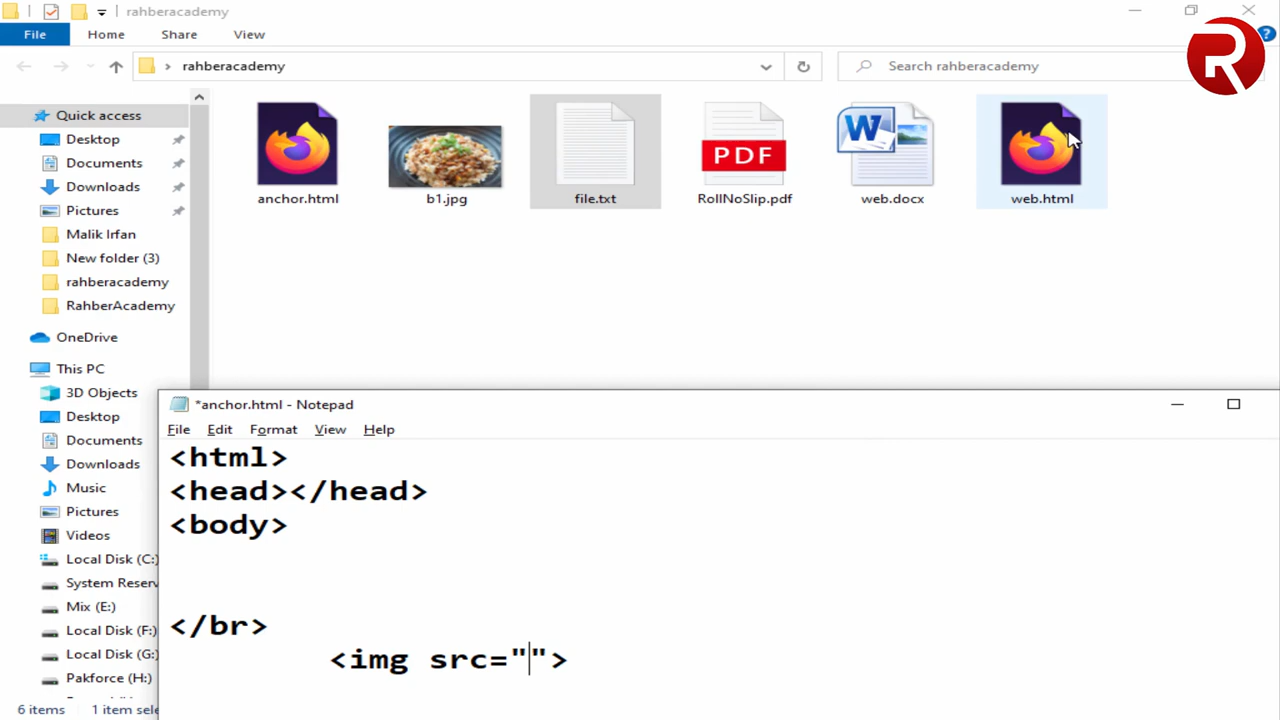 rahberacademy
File Home Share View
rahberacademy
Search rahberacademy
Quick access
Desktop
Documents
Downloads
Pictures
Malik Irfan
New folder (3)
rahberacademy
RahberAcademy
OneDrive
This PC
3D Objects
Desktop
Documents
Downloads
Music
Pictures
Videos
Local Disk (C:)
System Reserv
Mix (E:)
Local Disk (F:)
Local Disk (G:)
Pakforce (H:)
6 items 1 item sele
anchor.html
b1.jpg
file.txt
PDF
RollNoSlip.pdf
W
web.docx
web.html
R
?
*anchor.html - Notepad
File Edit Format View Help
<html>
<head></head>
<body>
</br>
<img src="">